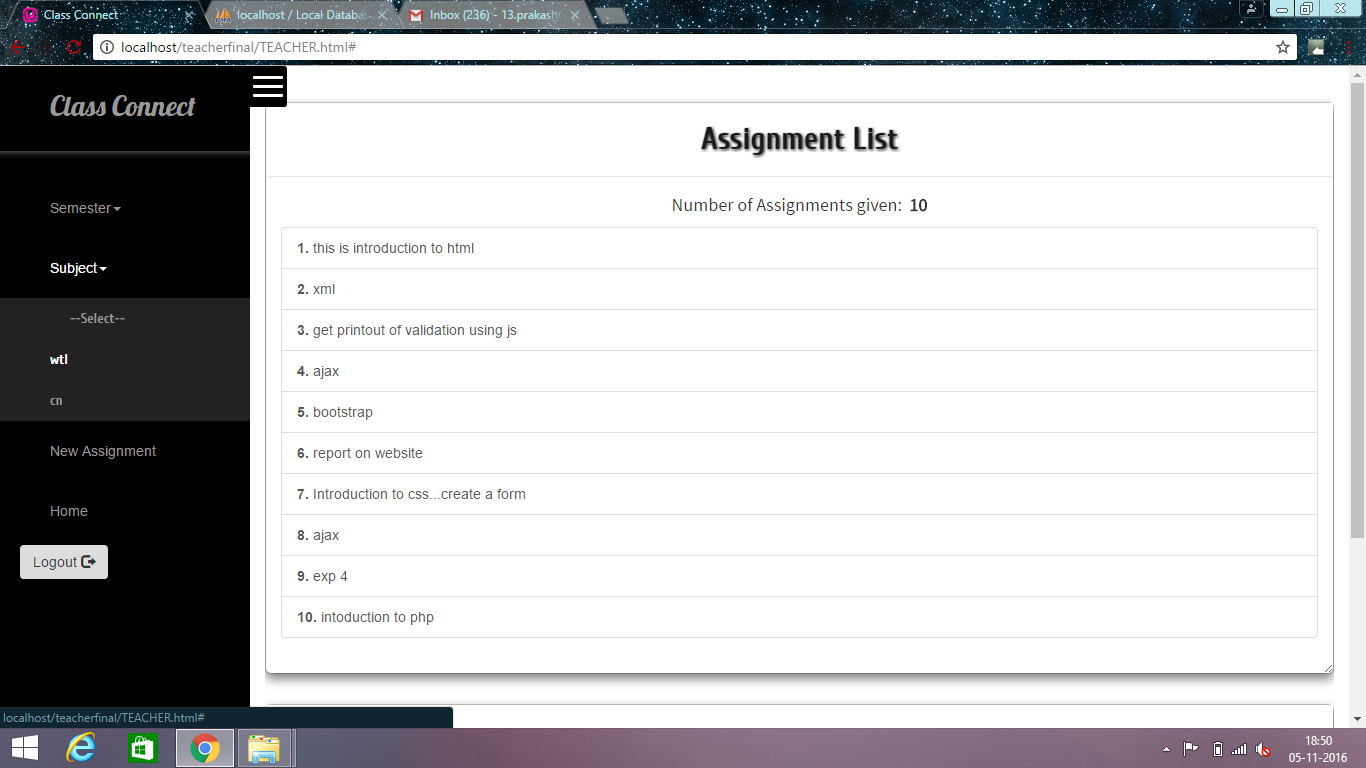 Class Connect
localhost / Local Databas
Inbox (236) - 13.prakash
localhost/teacherfinal/TEACHER.html#
Class Connect
Semester
Subject
--Select--
wtl
cn
New Assignment
Home
Logout
Assignment List
Number of Assignments given: 10
1. this is introduction to html
2. xml
3. get printout of validation using js
4. ajax
5. bootstrap
6. report on website
7. Introduction to css...create a form
8. ajax
9. exp 4
10. intoduction to php
localhost/teacherfinal/TEACHER.html#
18:50
05-11-2016